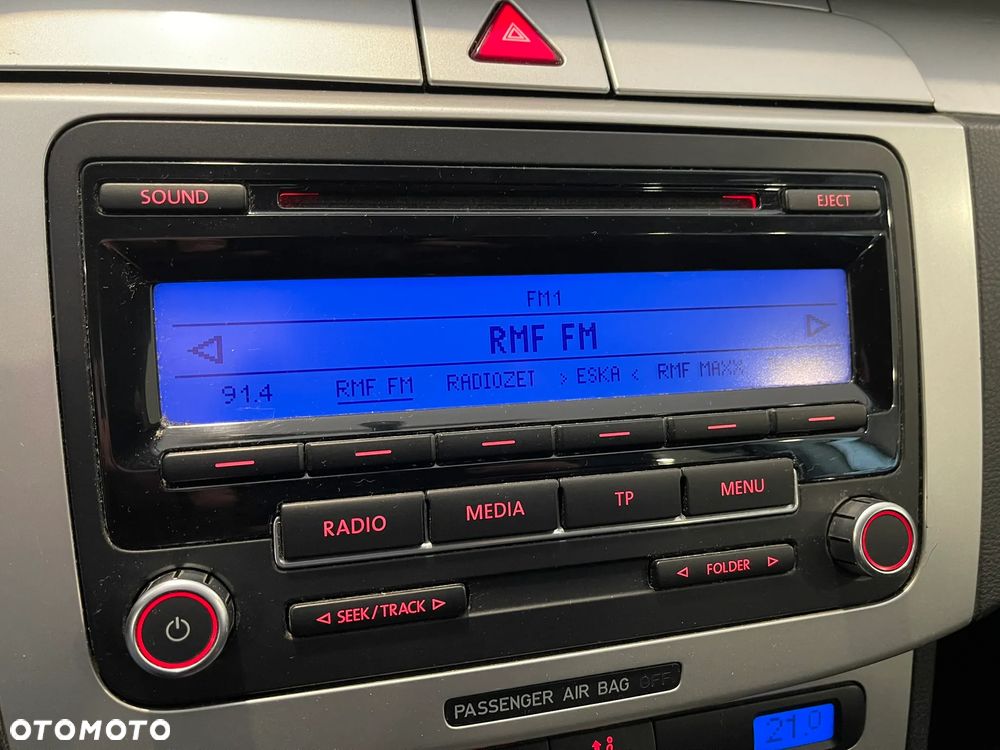 SOUND
EJECT
FM1
RMF FM
91.4 RMF FM RADIOZET > ESKA < RMF MAXX
RADIO MEDIA TP MENU
FOLDER
SEEK/TRACK
PASSENGER AIR BAG OFF
21.0
OTOMOTO